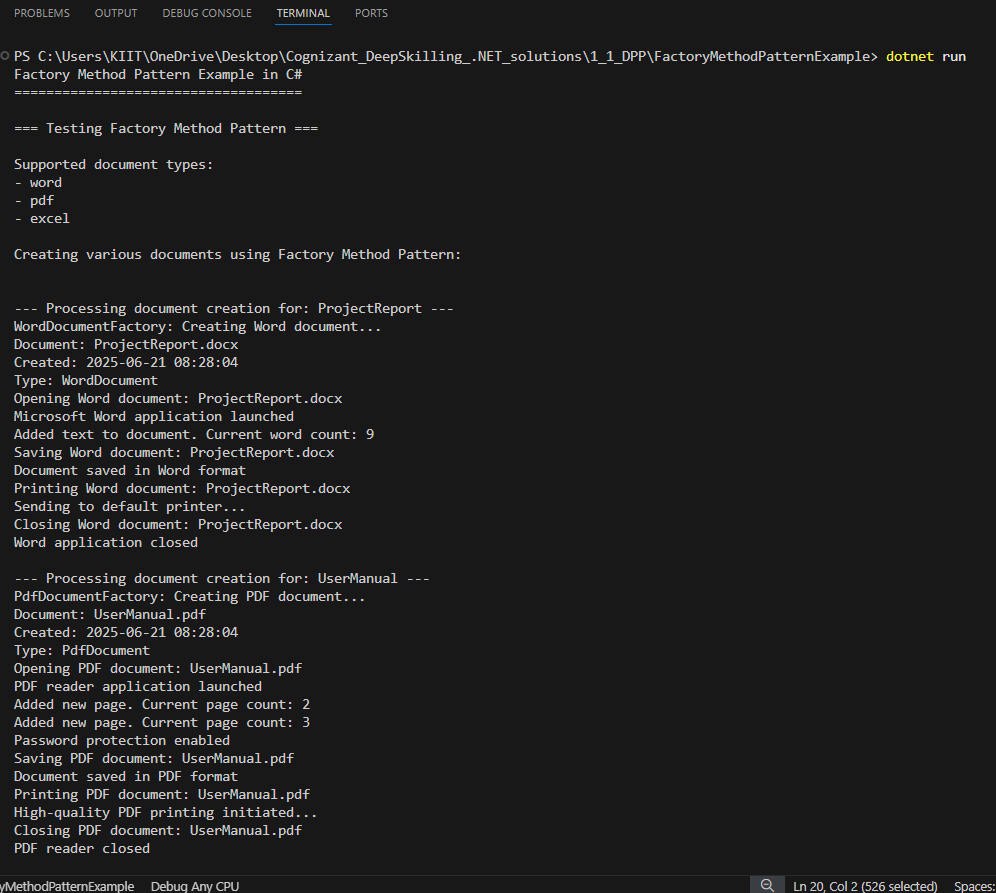 PROBLEMS OUTPUT DEBUG CONSOLE TERMINAL PORTS
PS C:\Users\KIIT\OneDrive\Desktop\Cognizant_DeepSkilling_.NET_solutions\1_1_DPP\FactoryMethodPatternExample> dotnet run
Factory Method Pattern Example in C#
====================================
=== Testing Factory Method Pattern ===
Supported document types:
- word
- pdf
- excel
Creating various documents using Factory Method Pattern:
--- Processing document creation for: ProjectReport ---
WordDocumentFactory: Creating Word document...
Document: ProjectReport.docx
Created: 2025-06-21 08:28:04
Type: WordDocument
Opening Word document: ProjectReport.docx
Microsoft Word application launched
Added text to document. Current word count: 9
Saving Word document: ProjectReport.docx
Document saved in Word format
Printing Word document: ProjectReport.docx
Sending to default printer...
Closing Word document: ProjectReport.docx
Word application closed
--- Processing document creation for: UserManual ---
PdfDocumentFactory: Creating PDF document...
Document: UserManual.pdf
Created: 2025-06-21 08:28:04
Type: PdfDocument
Opening PDF document: UserManual.pdf
PDF reader application launched
Added new page. Current page count: 2
Added new page. Current page count: 3
Password protection enabled
Saving PDF document: UserManual.pdf
Document saved in PDF format
Printing PDF document: UserManual.pdf
High-quality PDF printing initiated...
Closing PDF document: UserManual.pdf
PDF reader closed
yMethodPatternExample Debug Any CPU Ln 20, Col 2 (526 selected) Spaces: